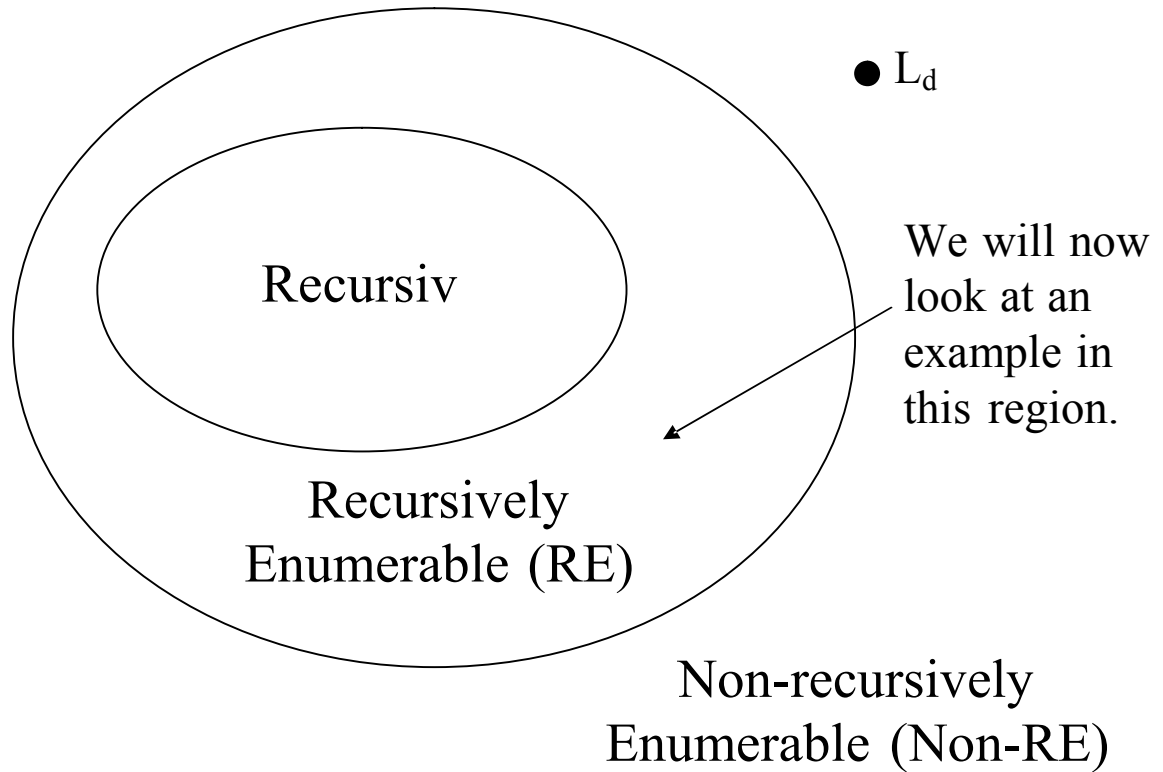 L_d
We will now
look at an
example in
this region.
Recursiv
Recursively
Enumerable (RE)
Non-recursively
Enumerable (Non-RE)